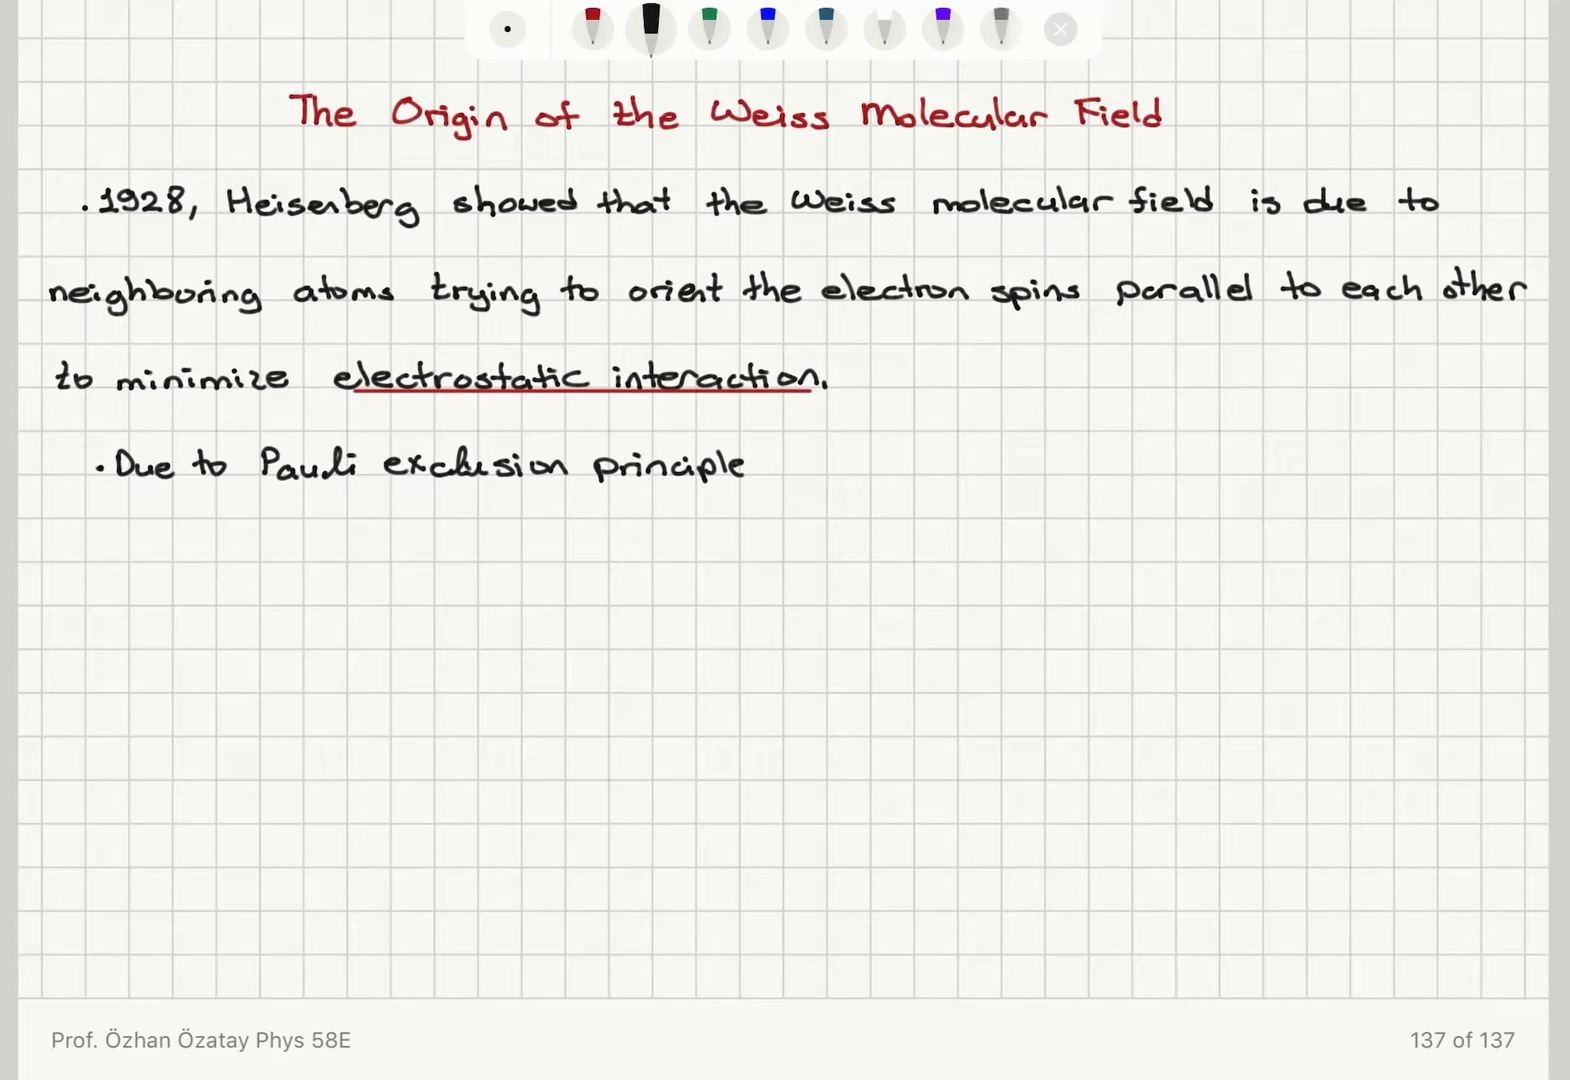 The Origin of the Weiss Molecular Field
. 1928, Heisenberg showed that the Weiss molecular field is due to
neighboring atoms trying to orient the electron spins parallel to each other
to minimize electrostatic interaction.
. Due to Pauli exclusion principle
Prof. Özhan Özatay Phys 58E
137 of 137